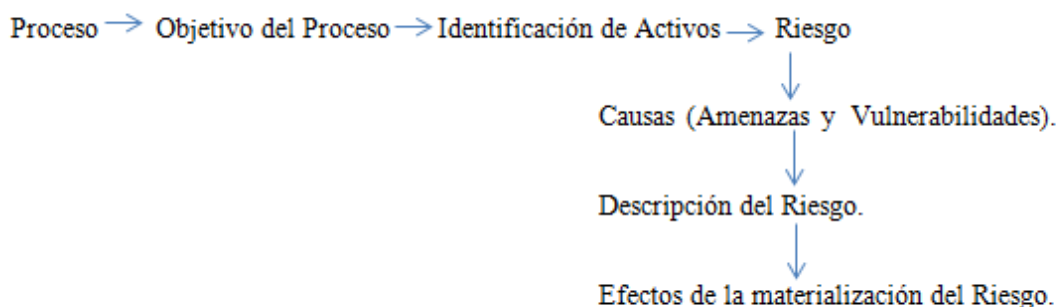 Proceso Objetivo del Proceso Identificación de Activos Riesgo
Causas (Amenazas y Vulnerabilidades).
Descripción del Riesgo.
Efectos de la materialización del Riesgo.